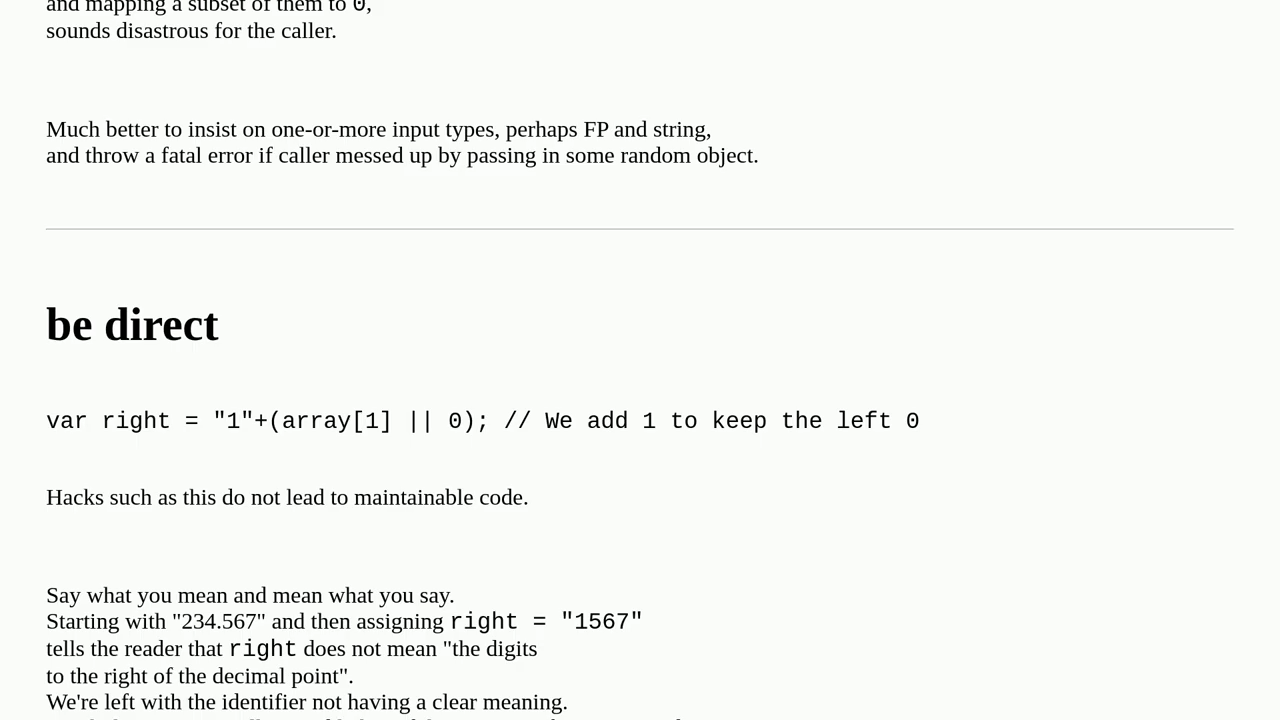 and mapping a subset of them to 0,
sounds disastrous for the caller.
Much better to insist on one-or-more input types, perhaps FP and string,
and throw a fatal error if caller messed up by passing in some random object.
be direct
var right = "1"+(array[1] || 0); // We add 1 to keep the left 0
Hacks such as this do not lead to maintainable code.
Say what you mean and mean what you say.
Starting with "234.567" and then assigning right = "1567"
tells the reader that right does not mean "the digits
to the right of the decimal point".
We're left with the identifier not having a clear meaning.